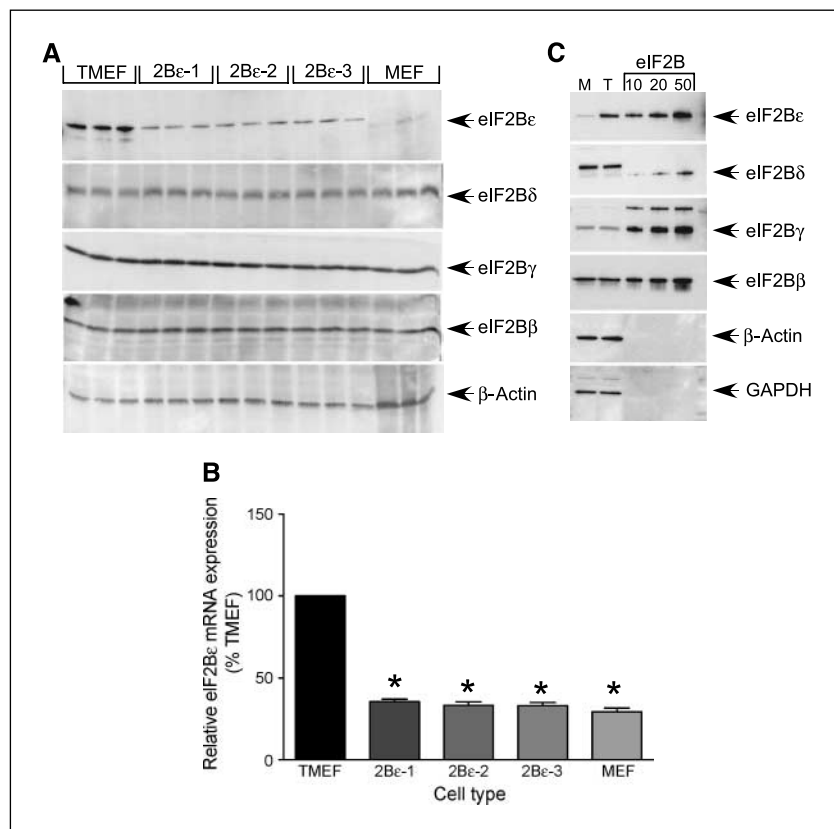 A
TMEF 2Bε-1 2Bε-2 2Bε-3 MEF
eIF2Bε
eIF2Bδ
eIF2Bγ
eIF2Bβ
β-Actin
C
eIF2B
M T 10 20 50
eIF2Bε
eIF2Bδ
eIF2Bγ
eIF2Bβ
β-Actin
GAPDH
B
Relative eIF2Bε mRNA expression
(% TMEF)
150
100
50
0
* * * *
TMEF 2Bε-1 2Bε-2 2Bε-3 MEF
Cell type